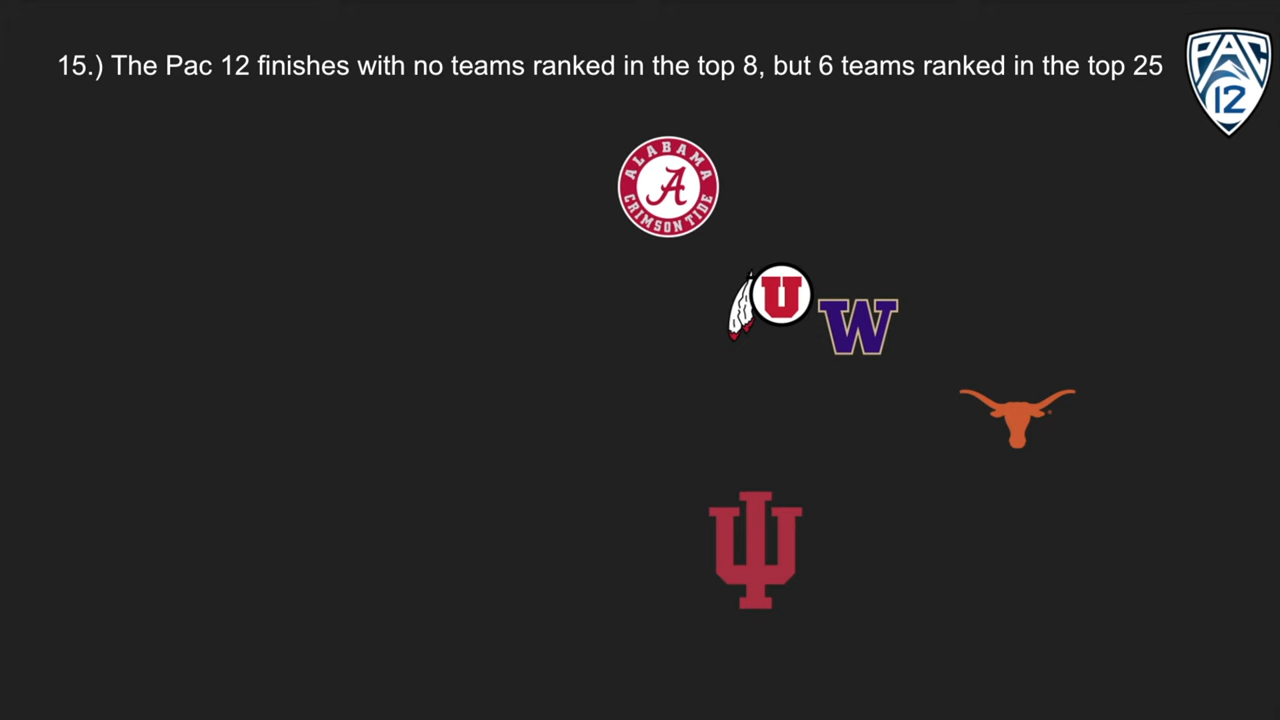 15.) The Pac 12 finishes with no teams ranked in the top 8, but 6 teams ranked in the top 25
PAC
12
ALABAMA
A
CRIMSON TIDE
U
W